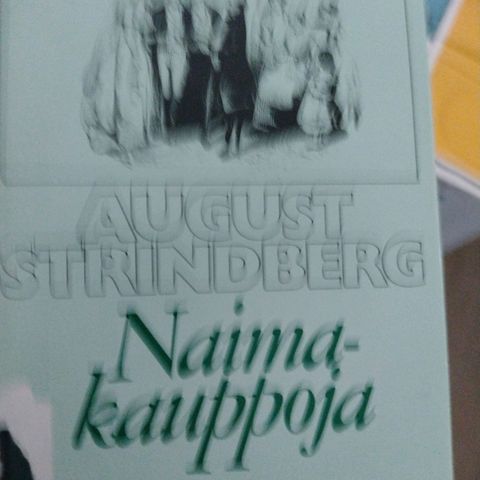 AUGUST
STRINDBERG
Naima-
kauppoja